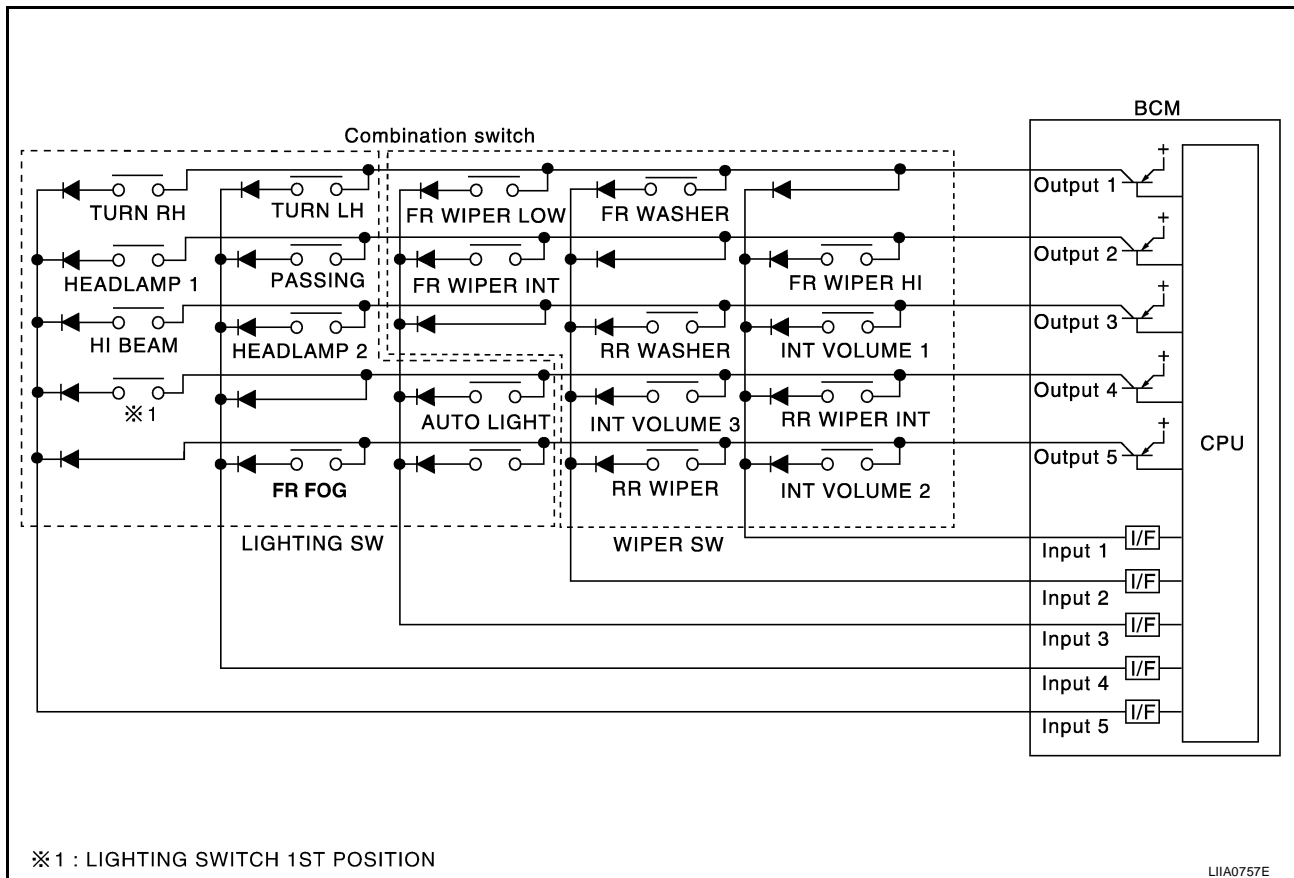 BCM
Combination switch
Output 1
TURN RH
TURN LH
FR WIPER LOW
FR WASHER
Output 2
HEADLAMP 1
PASSING
FR WIPER INT
FR WIPER HI
Output 3
HI BEAM
HEADLAMP 2
RR WASHER
INT VOLUME 1
Output 4
※1
AUTO LIGHT
INT VOLUME 3
RR WIPER INT
Output 5
CPU
FR FOG
RR WIPER
INT VOLUME 2
LIGHTING SW
WIPER SW
Input 1
I/F
Input 2
I/F
Input 3
I/F
Input 4
I/F
Input 5
I/F
※1 : LIGHTING SWITCH 1ST POSITION
LIIA0757E